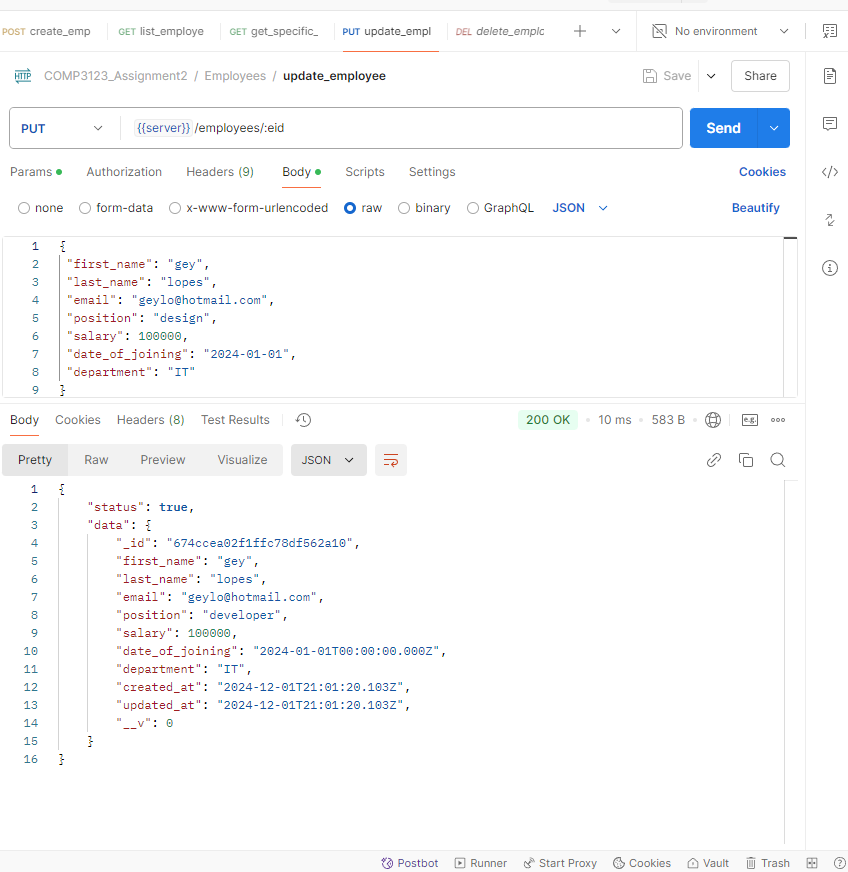 POST create_emp GET list_employe GET get_specific_ PUT update_empl DEL delete_emplc No environment
HTTP COMP3123_Assignment2 / Employees / update_employee Save Share
PUT {{server}} /employees/:eid Send
Params Authorization Headers (9) Body Scripts Settings Cookies
none form-data x-www-form-urlencoded raw binary GraphQL JSON Beautify
1 {
2 "first_name": "gey",
3 "last_name": "lopes",
4 "email": "geylo@hotmail.com",
5 "position": "design",
6 "salary": 100000,
7 "date_of_joining": "2024-01-01",
8 "department": "IT"
9 }
Body Cookies Headers (8) Test Results 200 OK 10 ms 583 B e.g.
Pretty Raw Preview Visualize JSON
1 {
2 "status": true,
3 "data": {
4 "_id": "674ccea02f1ffc78df562a10",
5 "first_name": "gey",
6 "last_name": "lopes",
7 "email": "geylo@hotmail.com",
8 "position": "developer",
9 "salary": 100000,
10 "date_of_joining": "2024-01-01T00:00:00.000Z",
11 "department": "IT",
12 "created_at": "2024-12-01T21:01:20.103Z",
13 "updated_at": "2024-12-01T21:01:20.103Z",
14 "__v": 0
15 }
16 }
Postbot Runner Start Proxy Cookies Vault Trash